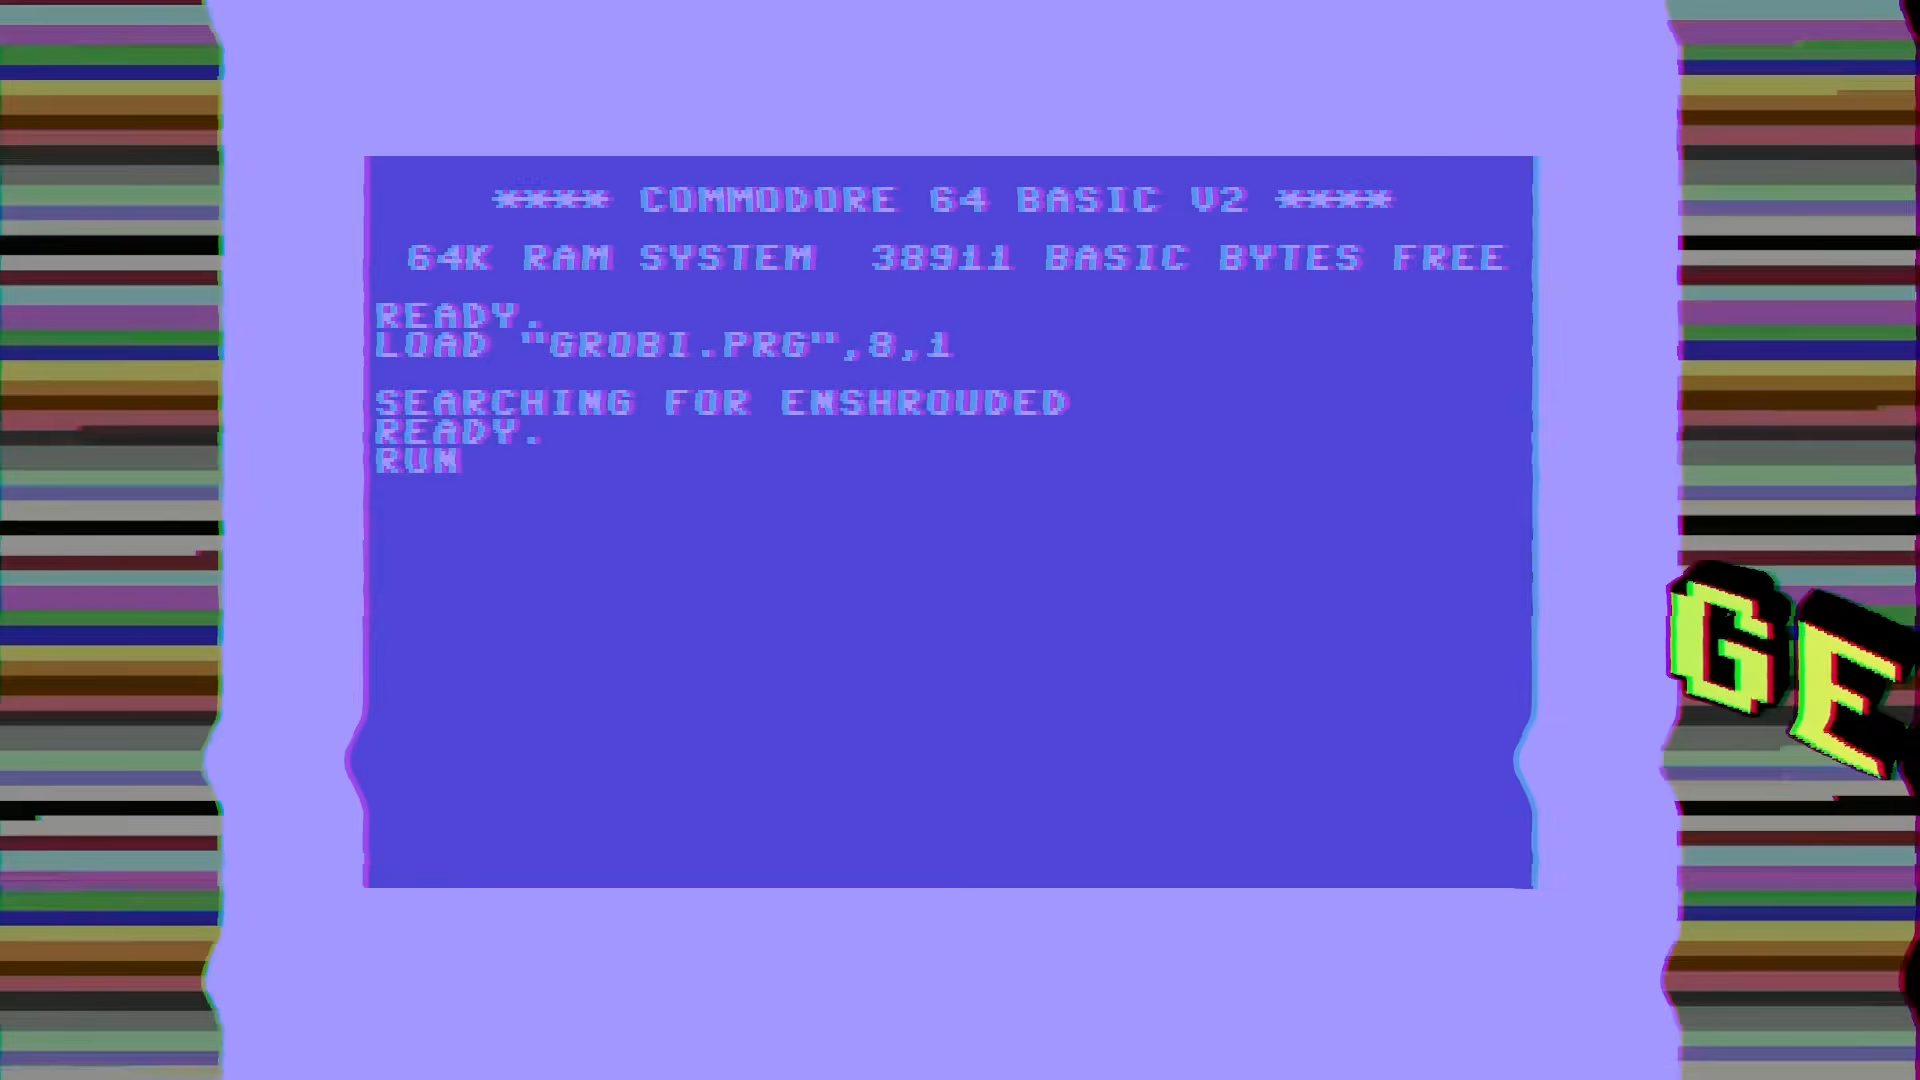 **** COMMODORE 64 BASIC V2 ****
64K RAM SYSTEM  38911 BASIC BYTES FREE
READY.
LOAD "GROBI.PRG",8,1
SEARCHING FOR ENSHROUDED
READY.
RUN
GE